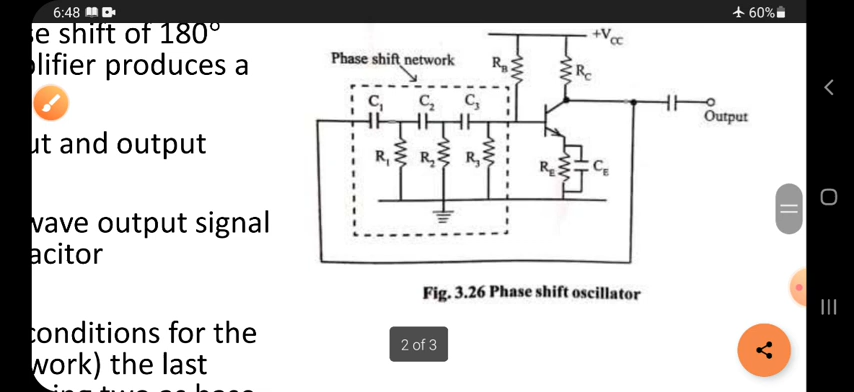 6:48
60%
se shift of 180°
plifier produces a
ut and output
wave output signal
acitor
conditions for the
work) the last
Phase shift network
+Vcc
RB
RC
C1
C2
C3
Output
R1
R2
R3
RE
CE
Fig. 3.26 Phase shift oscillator
2 of 3